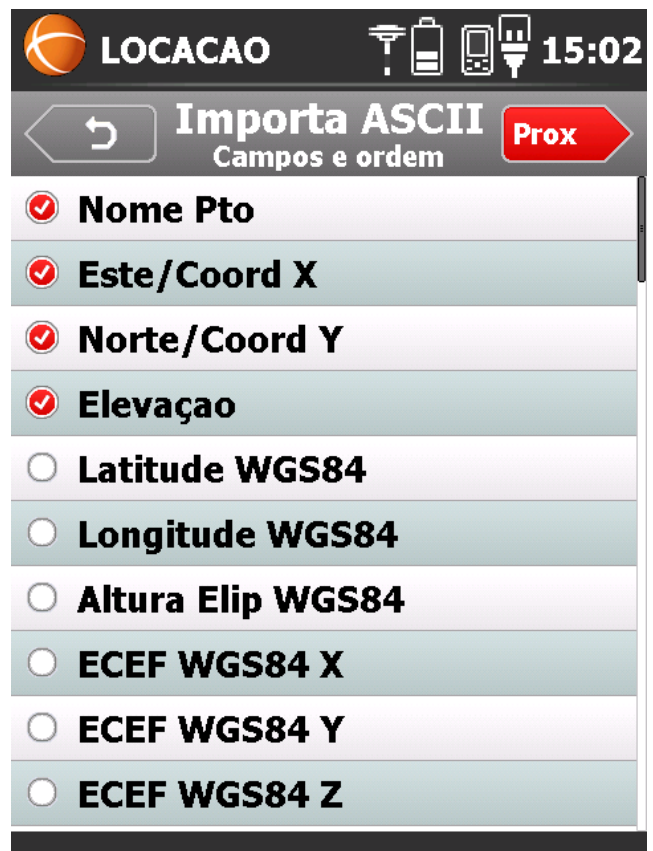 LOCACAO
15:02
Importa ASCII
Campos e ordem
Prox
Nome Pto
Este/Coord X
Norte/Coord Y
Elevaçao
Latitude WGS84
Longitude WGS84
Altura Elip WGS84
ECEF WGS84 X
ECEF WGS84 Y
ECEF WGS84 Z